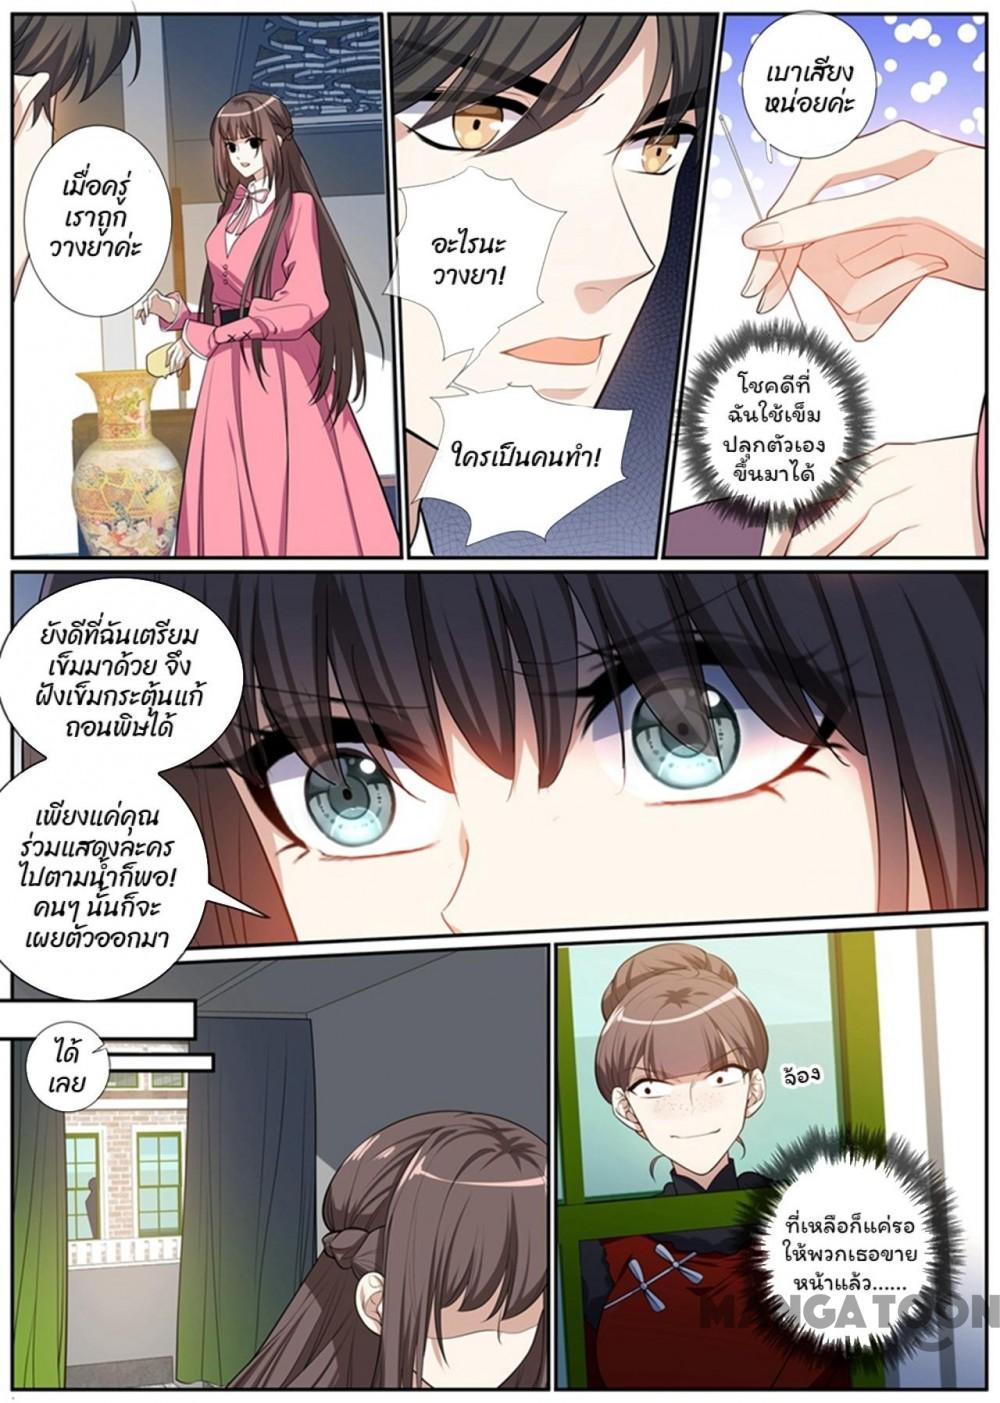 เมื่อครู่
เราถูก
วางยาค่ะ
อะไรนะ
วางยา!
ใครเป็นคนทำ!
เบาเสียง
หน่อยค่ะ
โชคดีที่
ฉันใช้เข็ม
ปลุกตัวเอง
ขึ้นมาได้
ยังดีที่ฉันเตรียม
เข็มมาด้วย จึง
ฝังเข็มกระตุ้นแก้
ถอนพิษได้
เพียงแค่คุณ
ร่วมแสดงละคร
ไปตามน้ำก็พอ!
คนๆ นั้นก็จะ
เผยตัวออกมา
ได้
เลย
จ้อง
ที่เหลือก็แค่รอ
ให้พวกเธอขาย
หน้าแล้ว......
MANGATOON